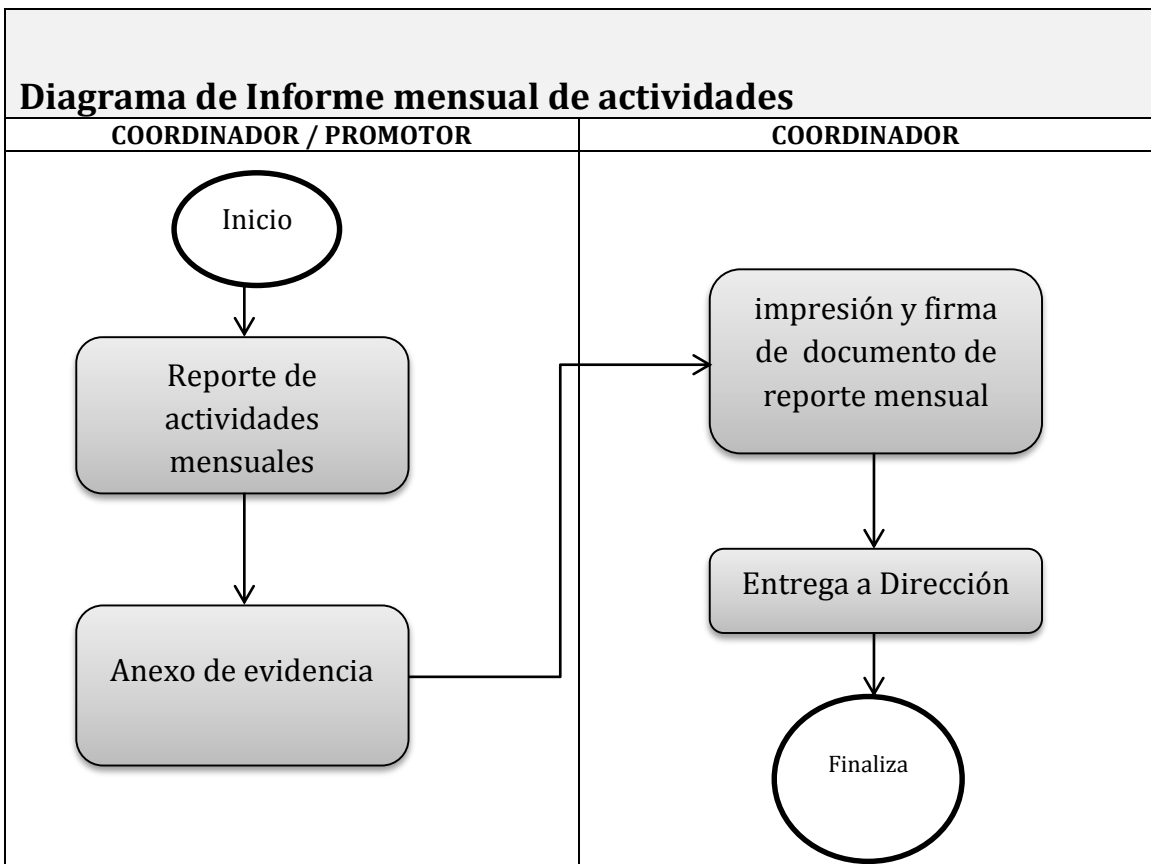 Diagrama de Informe mensual de actividades
COORDINADOR / PROMOTOR
COORDINADOR
Inicio
Reporte de
actividades
mensuales
Anexo de evidencia
impresión y firma
de documento de
reporte mensual
Entrega a Dirección
Finaliza